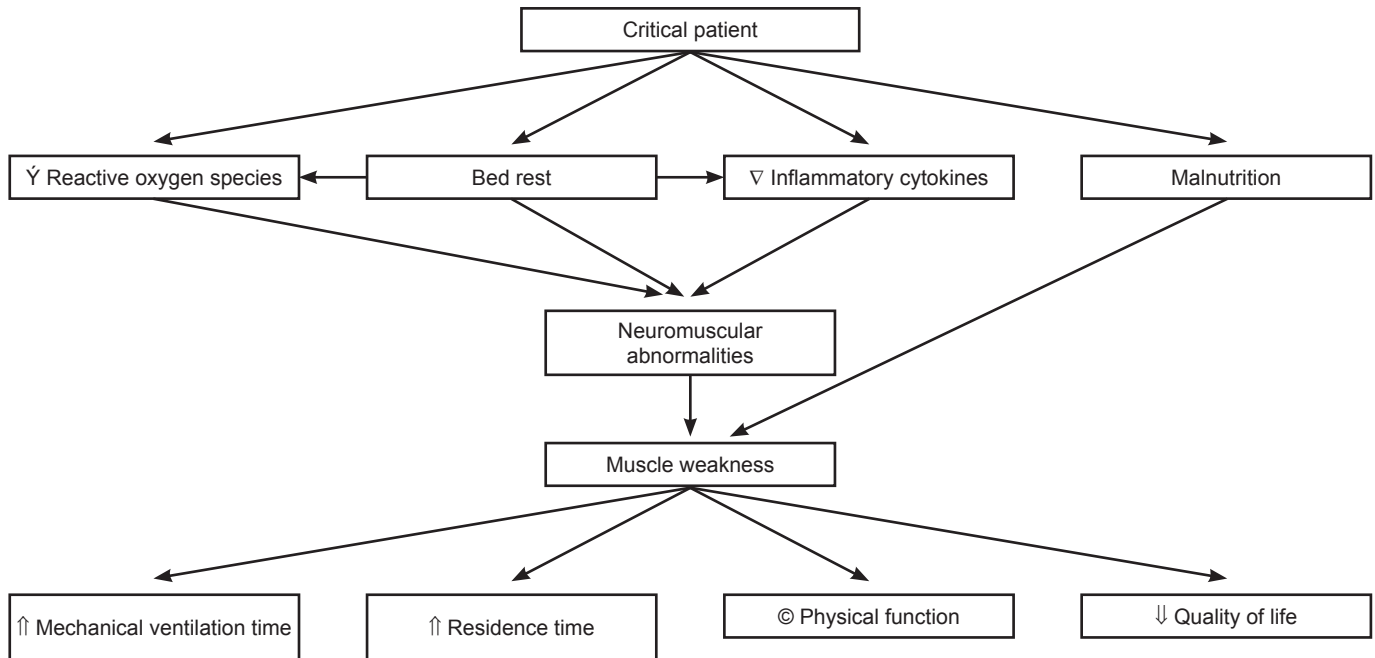 Critical patient
Ý Reactive oxygen species
Bed rest
∇ Inflammatory cytokines
Malnutrition
Neuromuscular
abnormalities
Muscle weakness
⇑ Mechanical ventilation time
⇑ Residence time
© Physical function
⇓ Quality of life